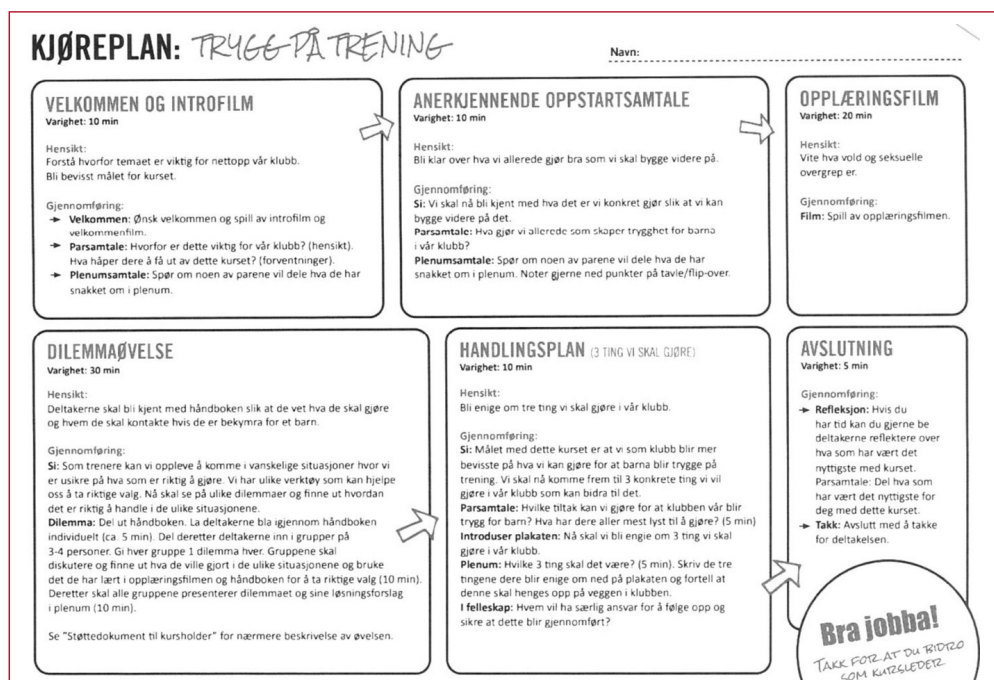 KJØREPLAN: TRYGG PÅ TRENING
Navn:
VELKOMMEN OG INTROFILM
Varighet: 10 min
Hensikt:
Forstå hvorfor temaet er viktig for nettopp vår klubb.
Bli bevisst målet for kurset.
Gjennomføring:
➔ Velkommen: Ønsk velkommen og spill av introfilm og
velkommenfilm.
➔ Parsamtale: Hvorfor er dette viktig for vår klubb? (hensikt).
Hva håper dere å få ut av dette kurset? (forventninger).
➔ Plenumsamtale: Spør om noen av parene vil dele hva de har
snakket om i plenum.
ANERKJENNENDE OPPSTARTSAMTALE
Varighet: 10 min
Hensikt:
Bli klar over hva vi allerede gjør bra som vi skal bygge videre på.
Gjennomføring:
Si: Vi skal nå bli kjent med hva det er vi konkret gjør slik at vi kan
bygge videre på det.
Parsamtale: Hva gjør vi allerede som skaper trygghet for barna
i vår klubb?
Plenumsamtale: Spør om noen av parene vil dele hva de har
snakket om i plenum. Noter gjerne ned punkter på tavle/flip-over.
OPPLÆRINGSFILM
Varighet: 20 min
Hensikt:
Vite hva vold og seksuelle
overgrep er.
Gjennomføring:
Film: Spill av opplæringsfilmen.
DILEMMAØVELSE
Varighet: 30 min
Hensikt:
Deltakerne skal bli kjent med håndboken slik at de vet hva de skal gjøre
og hvem de skal kontakte hvis de er bekymra for et barn.
Gjennomføring:
Si: Som trenere kan vi oppleve å komme i vanskelige situasjoner hvor vi
er usikre på hva som er riktig å gjøre. Vi har ulike verktøy som kan hjelpe
oss å ta riktige valg. Nå skal se på ulike dilemmaer og finne ut hvordan
det er riktig å handle i de ulike situasjonene.
Dilemma: Del ut håndboken. La deltakerne bla igjennom håndboken
individuelt (ca. 5 min). Del deretter deltakerne inn i grupper på
3-4 personer. Gi hver gruppe 1 dilemma hver. Gruppene skal
diskutere og finne ut hva de ville gjort i de ulike situasjonene og bruke
det de har lært i opplæringsfilmen og håndboken for å ta riktige valg (10 min).
Deretter skal alle gruppene presenterer dilemmaet og sine løsningsforslag
i plenum (10 min).
Se "Støttedokument til kursholder" for nærmere beskrivelse av øvelsen.
HANDLINGSPLAN (3 TING VI SKAL GJØRE)
Varighet: 10 min
Hensikt:
Bli enige om tre ting vi skal gjøre i vår klubb.
Gjennomføring:
Si: Målet med dette kurset er at vi som klubb blir mer
bevisste på hva vi kan gjøre for at barna blir trygge på
trening. Vi skal nå komme frem til 3 konkrete ting vi vil
gjøre i vår klubb som kan bidra til det.
Parsamtale: Hvilke tiltak kan vi gjøre for at klubben vår blir
trygg for barn? Hva har dere aller mest lyst til å gjøre? (5 min)
Introduser plakaten: Nå skal vi bli engie om 3 ting vi skal
gjøre i vår klubb.
Plenum: Hvilke 3 ting skal det være? (5 min). Skriv de tre
tingene dere blir enige om ned på plakaten og fortell at
denne skal henges opp på veggen i klubben.
I felleskap: Hvem vil ha særlig ansvar for å følge opp og
sikre at dette blir gjennomført?
AVSLUTNING
Varighet: 5 min
Gjennomføring:
➔ Refleksjon: Hvis du
har tid kan du gjerne be
deltakerne reflektere over
hva som har vært det
nyttigste med kurset.
Parsamtale: Del hva som
har vært det nyttigste for
deg med dette kurset.
➔ Takk: Avslutt med å takke
for deltakelsen.
Bra jobba!
TAKK FOR AT DU BIDRO
SOM KURSLEDER